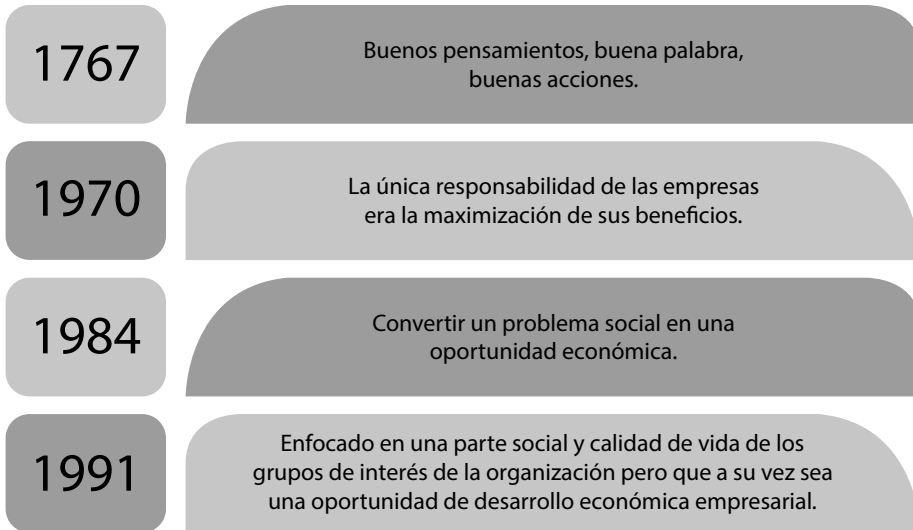 1767
Buenos pensamientos, buena palabra,
buenas acciones.
1970
La única responsabilidad de las empresas
era la maximización de sus beneficios.
1984
Convertir un problema social en una
oportunidad económica.
1991
Enfocado en una parte social y calidad de vida de los
grupos de interés de la organización pero que a su vez sea
una oportunidad de desarrollo económica empresarial.